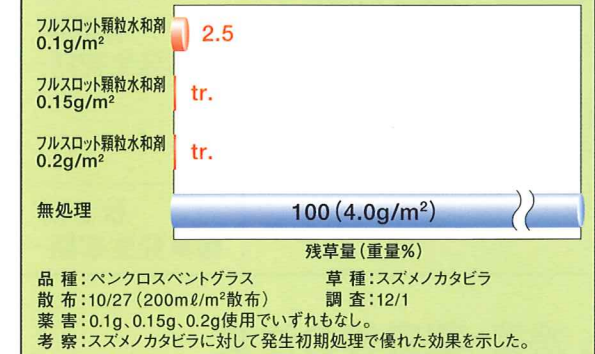 フルスロット顆粒水和剤
0.1g/m²
2.5
フルスロット顆粒水和剤
0.15g/m²
tr.
フルスロット顆粒水和剤
0.2g/m²
tr.
無処理
100(4.0g/m²)
残草量(重量%)
品 種:ペンクロスベントグラス 草 種:スズメノカタビラ
散 布:10/27(200mℓ/m²散布) 調 査:12/1
薬 害:0.1g、0.15g、0.2g使用でいずれもなし。
考 察:スズメノカタビラに対して発生初期処理で優れた効果を示した。